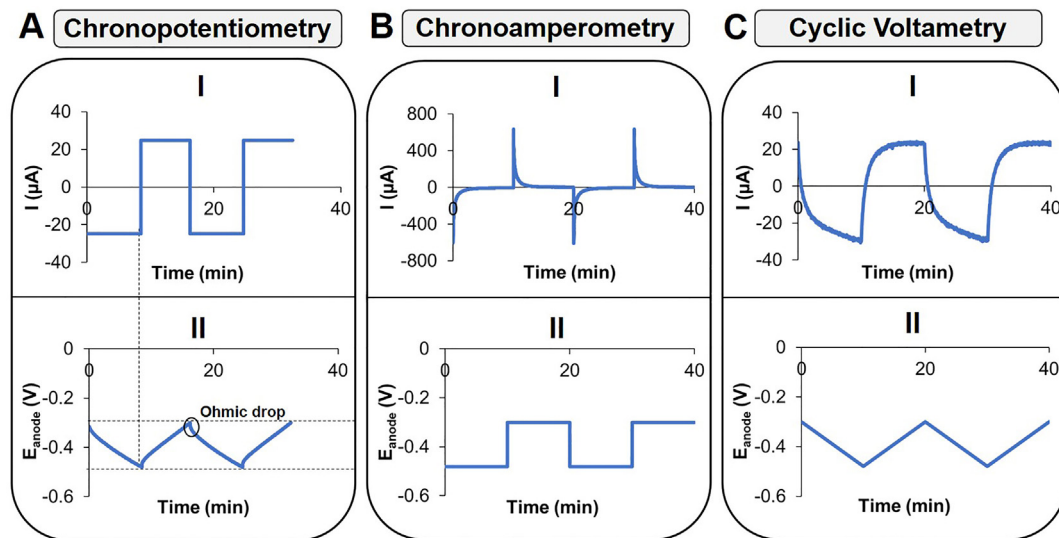 A Chronopotentiometry
I
40
20
0
-20
-40
0
20
40
I (µA)
Time (min)
II
0
-0.2
-0.4
-0.6
0
20
40
E anode (V)
Ohmic drop
Time (min)
B Chronoamperometry
I
800
400
0
-400
-800
0
20
40
I (µA)
Time (min)
II
0
-0.2
-0.4
-0.6
0
20
40
E anode (V)
Time (min)
C Cyclic Voltametry
I
40
20
0
-20
-40
0
20
40
I (µA)
Time (min)
II
0
-0.2
-0.4
-0.6
0
20
40
E anode (V)
Time (min)